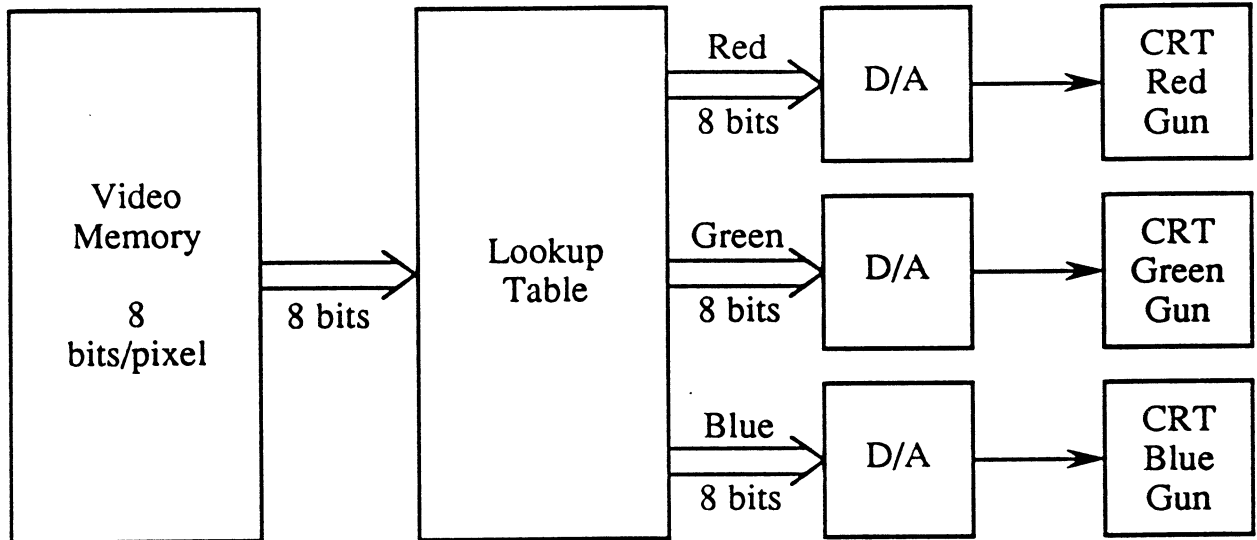 Video
Memory
8
bits/pixel
8 bits
Lookup
Table
Red
8 bits
D/A
CRT
Red
Gun
Green
8 bits
D/A
CRT
Green
Gun
Blue
8 bits
D/A
CRT
Blue
Gun